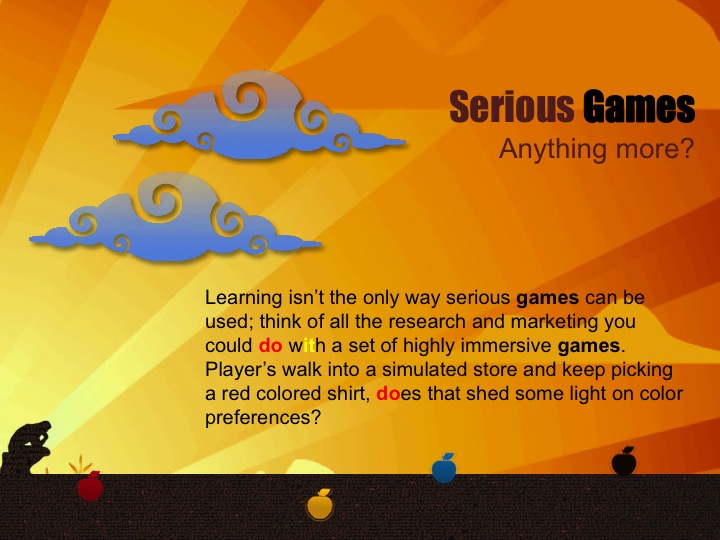 Serious Games
Anything more?
Learning isn’t the only way serious games can be
used; think of all the research and marketing you
could do with a set of highly immersive games.
Player’s walk into a simulated store and keep picking
a red colored shirt, does that shed some light on color
preferences?